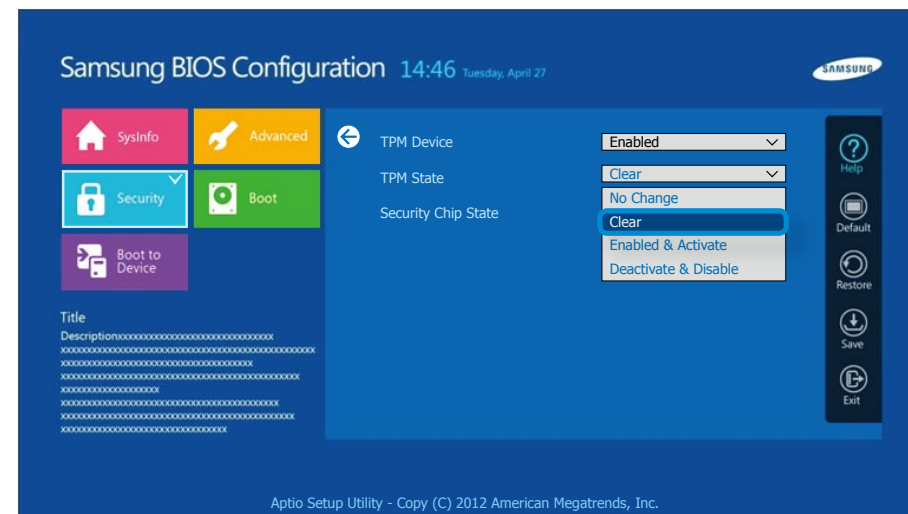 Samsung BIOS Configuration 14:46 Tuesday, April 27
SAMSUNG
SysInfo
Advanced
Security
Boot
Boot to
Device
TPM Device
Enabled
TPM State
Clear
Security Chip State
No Change
Clear
Enabled & Activate
Deactivate & Disable
Help
Default
Restore
Save
Exit
Title
Descriptionxxxxxxxxxxxxxxxxxxxxxxxxxxxxxx
Aptio Setup Utility - Copy (C) 2012 American Megatrends, Inc.